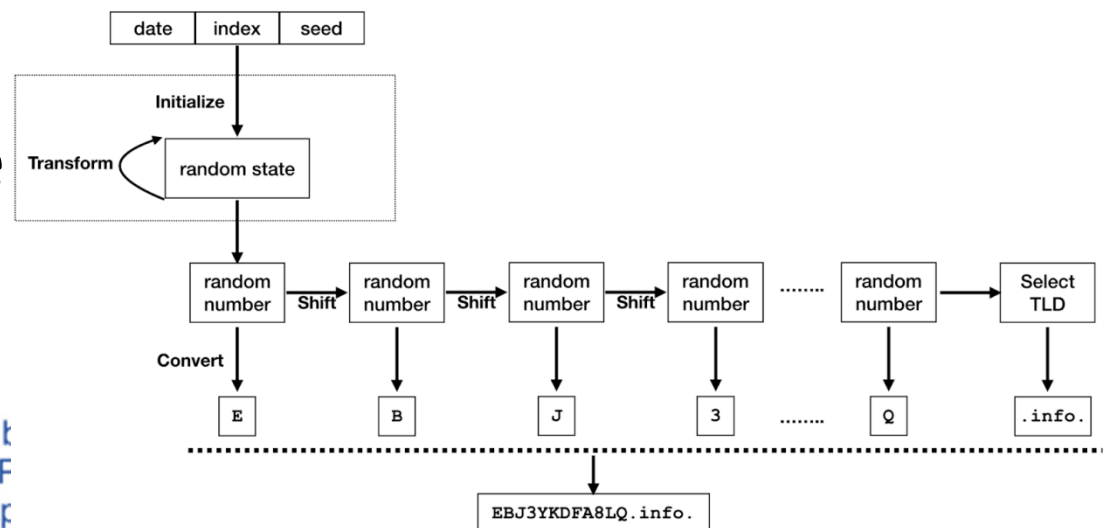 date index seed
Initialize
Transform
random state
random number
Shift
random number
Shift
random number
Shift
random number
........
random number
Select TLD
Convert
E
B
J
3
........
Q
.info.
EBJ3YKDFA8LQ.info.